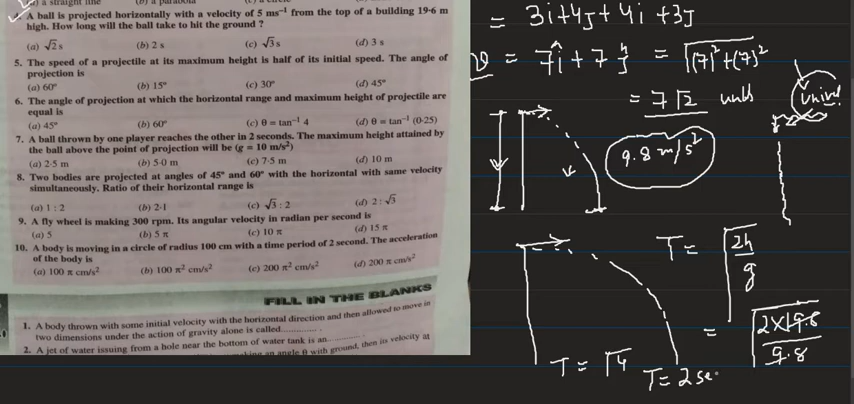 (b) a parabola
A ball is projected horizontally with a velocity of 5 ms⁻¹ from the top of a building 19·6 m
high. How long will the ball take to hit the ground ?
(a) √2 s (b) 2 s (c) √3 s (d) 3 s
5. The speed of a projectile at its maximum height is half of its initial speed. The angle of
projection is
(a) 60° (b) 15° (c) 30° (d) 45°
6. The angle of projection at which the horizontal range and maximum height of projectile are
equal is
(a) 45° (b) 60° (c) θ = tan⁻¹ 4 (d) θ = tan⁻¹ (0·25)
7. A ball thrown by one player reaches the other in 2 seconds. The maximum height attained by
the ball above the point of projection will be (g = 10 m/s²)
(a) 2·5 m (b) 5·0 m (c) 7·5 m (d) 10 m
8. Two bodies are projected at angles of 45° and 60° with the horizontal with same velocity
simultaneously. Ratio of their horizontal range is
(a) 1 : 2 (b) 2·1 (c) √3 : 2 (d) 2 : √3
9. A fly wheel is making 300 rpm. Its angular velocity in radian per second is
(a) 5 (b) 5 π (c) 10 π (d) 15 π
10. A body is moving in a circle of radius 100 cm with a time period of 2 second. The acceleration
of the body is
(a) 100 π cm/s² (b) 100 π² cm/s² (c) 200 π² cm/s² (d) 200 π cm/s²
FILL IN THE BLANKS
1. A body thrown with some initial velocity with the horizontal direction and then allowed to move in
two dimensions under the action of gravity alone is called..............
2. A jet of water issuing from a hole near the bottom of water tank is an..............
an angle θ with ground, then its velocity at
= 3i+4j+4i+3j
= 7î + 7ĵ = √(7)²+(7)²
= 7√2 units
9.8 m/s²
T = √2h/g
= √2×19.6/9.8
T = √4
T = 2 sec